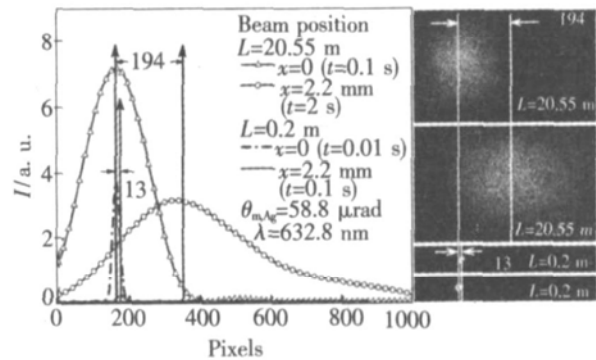 Beam position
L=20.55 m
x=0 (t=0.1 s)
x=2.2 mm
(t=2 s)
L=0.2 m
x=0 (t=0.01 s)
x=2.2 mm
(t=0.1 s)
θm,Ag=58.8 μrad
λ=632.8 nm
194
13
I/a. u.
8
6
4
2
0
0 200 400 600 800 1000
Pixels
194
L=20.55 m
L=20.55 m
13 L=0.2 m
L=0.2 m